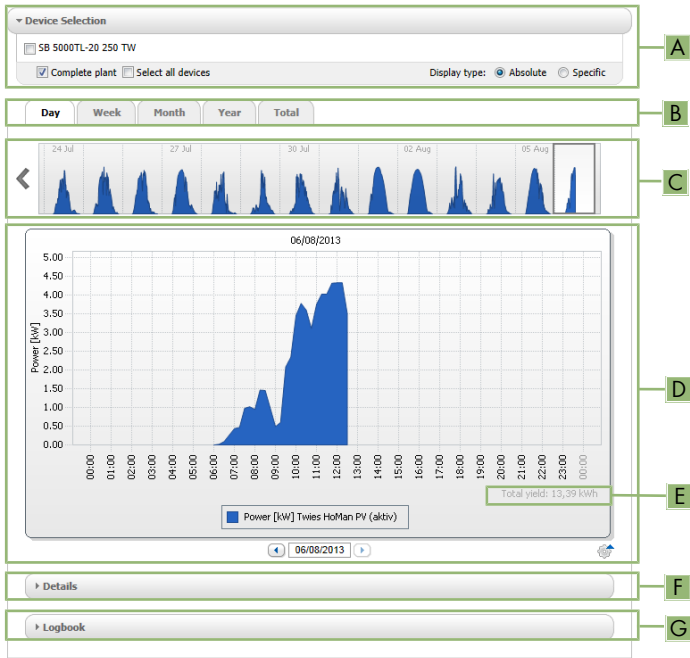 Device Selection
A
SB 5000TL-20 250 TW
Complete plant Select all devices Display type: Absolute Specific
Day Week Month Year Total
B
24 Jul 27 Jul 30 Jul 02 Aug 05 Aug
C
06/08/2013
5.00
4.50
4.00
3.50
3.00
2.50
2.00
1.50
1.00
0.50
0.00
Power [kW]
00:00 01:00 02:00 03:00 04:00 05:00 06:00 07:00 08:00 09:00 10:00 11:00 12:00 13:00 14:00 15:00 16:00 17:00 18:00 19:00 20:00 21:00 22:00 23:00 00:00
D
Total yield: 13,39 kWh
E
Power [kW] Twies HoMan PV (aktiv)
06/08/2013
Details
F
Logbook
G